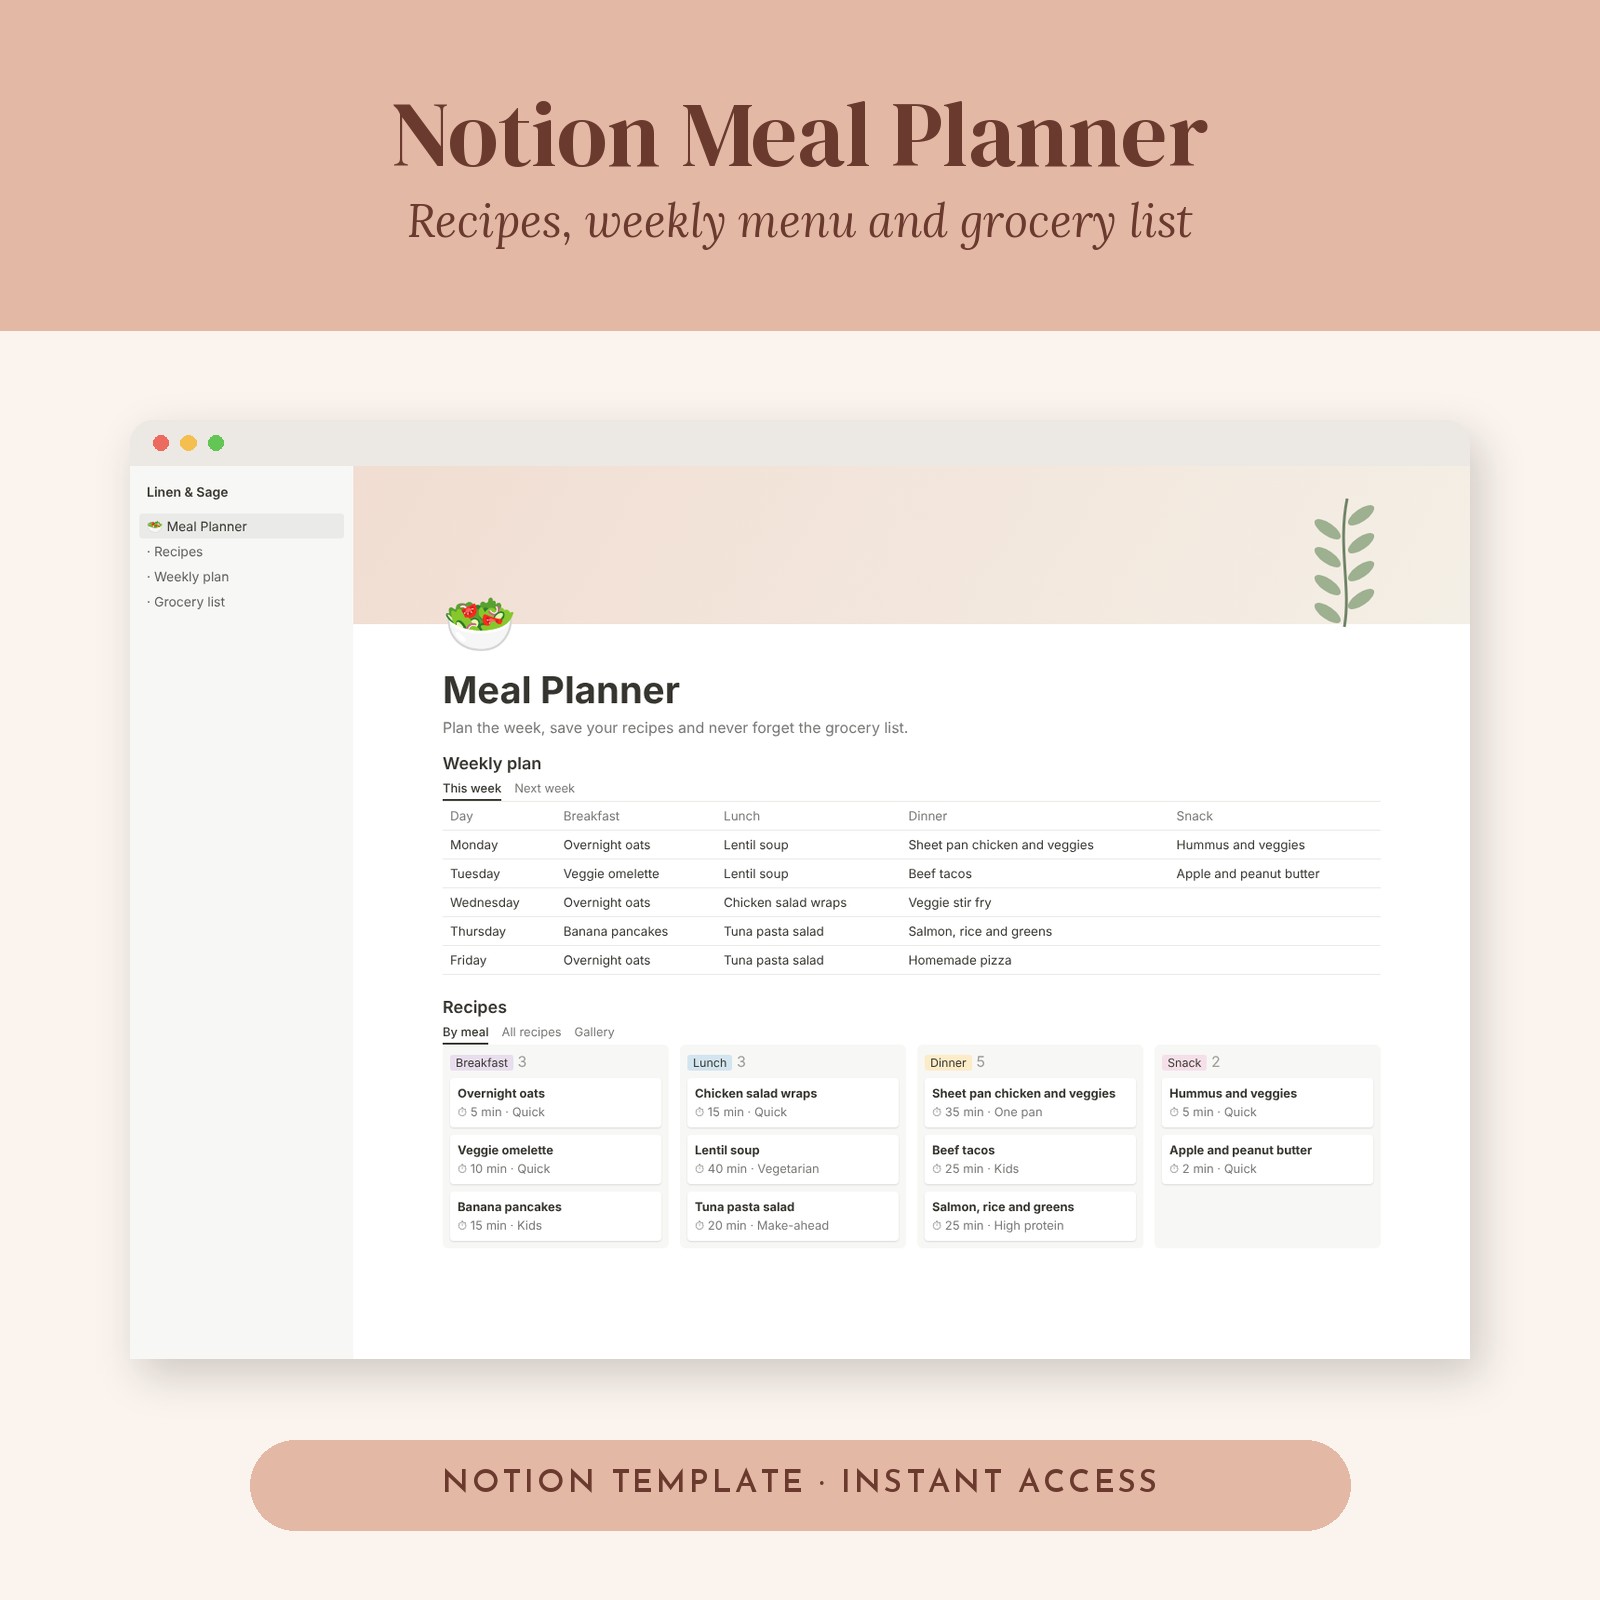 Notion Meal Planner
Recipes, weekly menu and grocery list
Linen & Sage
Meal Planner
· Recipes
· Weekly plan
· Grocery list
Meal Planner
Plan the week, save your recipes and never forget the grocery list.
Weekly plan
This week Next week
Day Breakfast Lunch Dinner Snack
Monday Overnight oats Lentil soup Sheet pan chicken and veggies Hummus and veggies
Tuesday Veggie omelette Lentil soup Beef tacos Apple and peanut butter
Wednesday Overnight oats Chicken salad wraps Veggie stir fry
Thursday Banana pancakes Tuna pasta salad Salmon, rice and greens
Friday Overnight oats Tuna pasta salad Homemade pizza
Recipes
By meal All recipes Gallery
Breakfast 3
Overnight oats
⏱ 5 min · Quick
Veggie omelette
⏱ 10 min · Quick
Banana pancakes
⏱ 15 min · Kids
Lunch 3
Chicken salad wraps
⏱ 15 min · Quick
Lentil soup
⏱ 40 min · Vegetarian
Tuna pasta salad
⏱ 20 min · Make-ahead
Dinner 5
Sheet pan chicken and veggies
⏱ 35 min · One pan
Beef tacos
⏱ 25 min · Kids
Salmon, rice and greens
⏱ 25 min · High protein
Snack 2
Hummus and veggies
⏱ 5 min · Quick
Apple and peanut butter
⏱ 2 min · Quick
NOTION TEMPLATE · INSTANT ACCESS